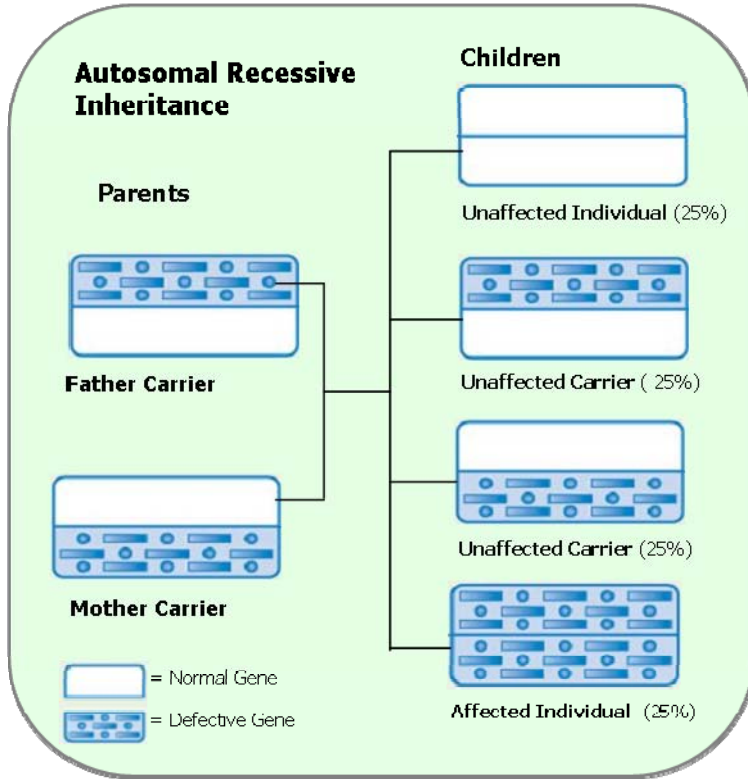 Autosomal Recessive
Inheritance
Parents
Father Carrier
Mother Carrier
= Normal Gene
= Defective Gene
Children
Unaffected Individual (25%)
Unaffected Carrier ( 25%)
Unaffected Carrier (25%)
Affected Individual (25%)